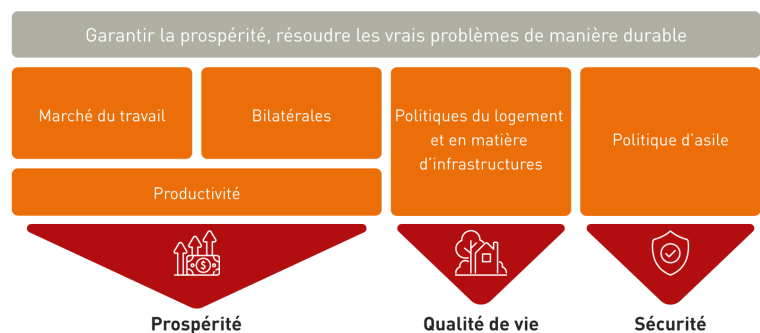 Garantir la prospérité, résoudre les vrais problèmes de manière durable
Marché du travail
Bilatérales
Politiques du logement
et en matière
d'infrastructures
Politique d'asile
Productivité
$
Prospérité
Qualité de vie
Sécurité